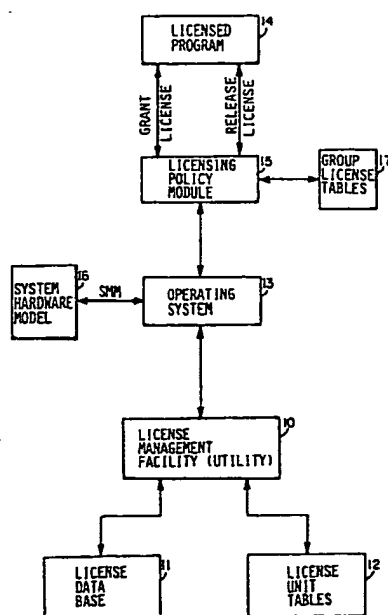 LICENSED
PROGRAM
14
GRANT
LICENSE
RELEASE
LICENSE
LICENSING
POLICY
MODULE
15
GROUP
LICENSE
TABLES
17
SYSTEM
HARDWARE
MODEL
16
SMM
OPERATING
SYSTEM
13
LICENSE
MANAGEMENT
FACILITY (UTILITY)
10
LICENSE
DATA
BASE
11
LICENSE
UNIT
TABLES
12